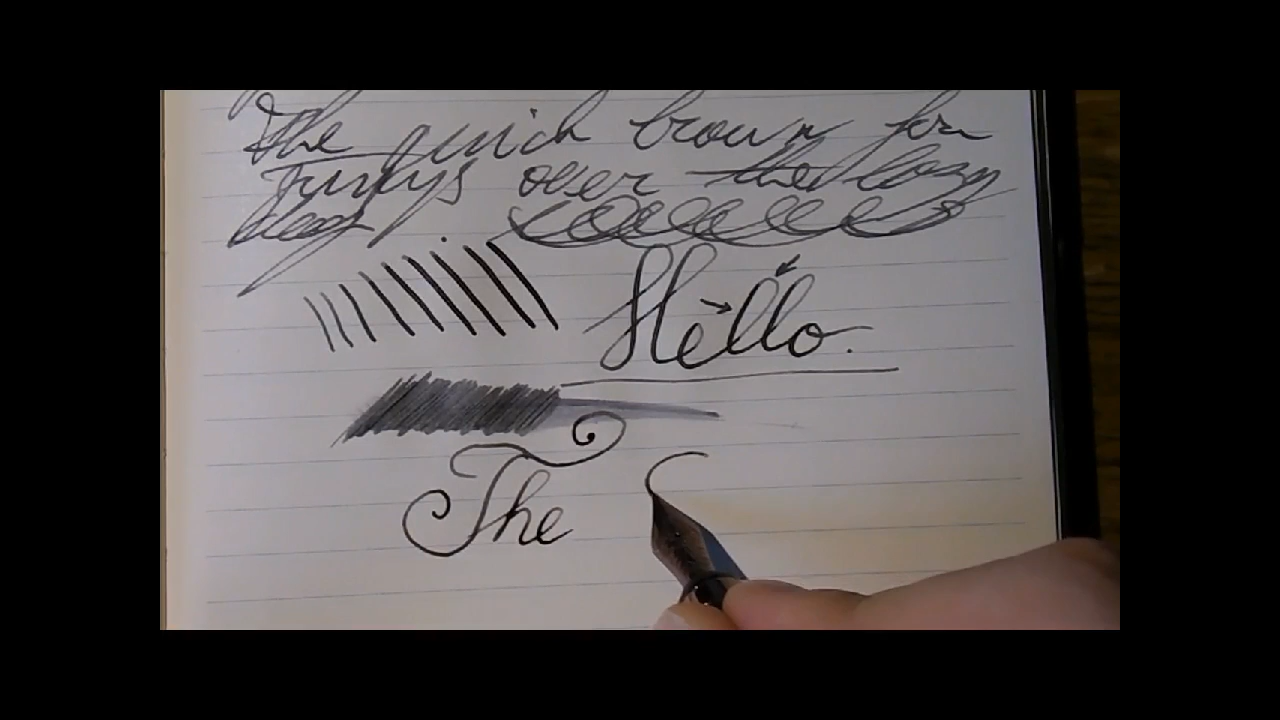 The quick brown fox
Jumps over the lazy
dog
Hello.
The